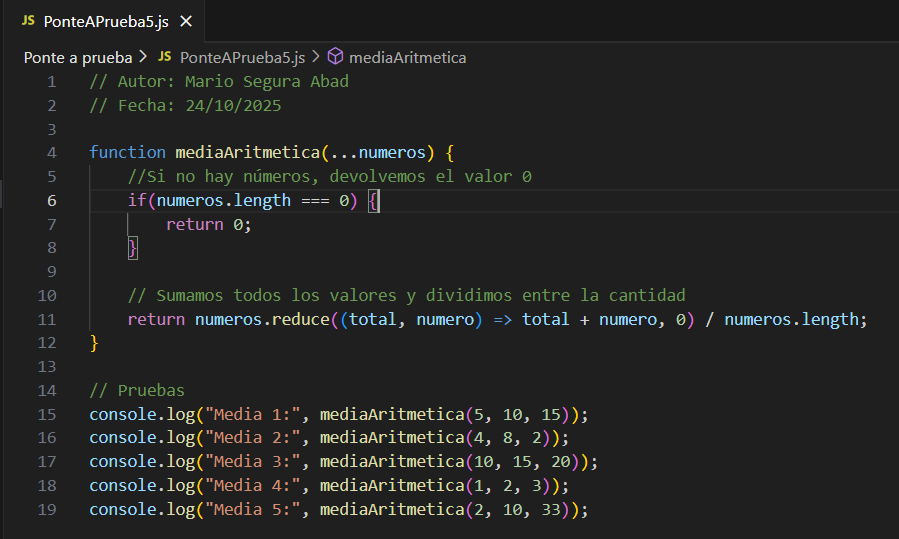 JS PonteAPrueba5.js ×
Ponte a prueba > JS PonteAPrueba5.js > mediaAritmetica
1 // Autor: Mario Segura Abad
2 // Fecha: 24/10/2025
3
4 function mediaAritmetica(...numeros) {
5     //Si no hay números, devolvemos el valor 0
6     if(numeros.length === 0) {
7         return 0;
8     }
9
10     // Sumamos todos los valores y dividimos entre la cantidad
11     return numeros.reduce((total, numero) => total + numero, 0) / numeros.length;
12 }
13
14 // Pruebas
15 console.log("Media 1:", mediaAritmetica(5, 10, 15));
16 console.log("Media 2:", mediaAritmetica(4, 8, 2));
17 console.log("Media 3:", mediaAritmetica(10, 15, 20));
18 console.log("Media 4:", mediaAritmetica(1, 2, 3));
19 console.log("Media 5:", mediaAritmetica(2, 10, 33));